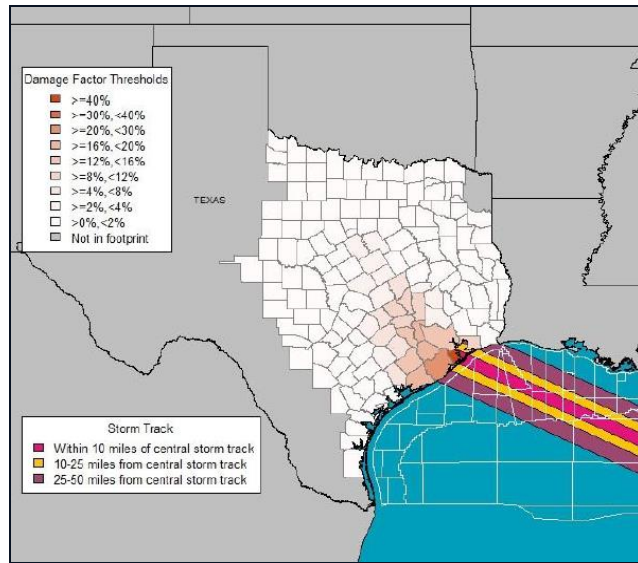 Damage Factor Thresholds
>=40%
>=30%, <40%
>=20%, <30%
>=16%, <20%
>=12%, <16%
>=8%, <12%
>=4%, <8%
>=2%, <4%
>0%, <2%
Not in footprint
TEXAS
Storm Track
Within 10 miles of central storm track
10-25 miles from central storm track
25-50 miles from central storm track